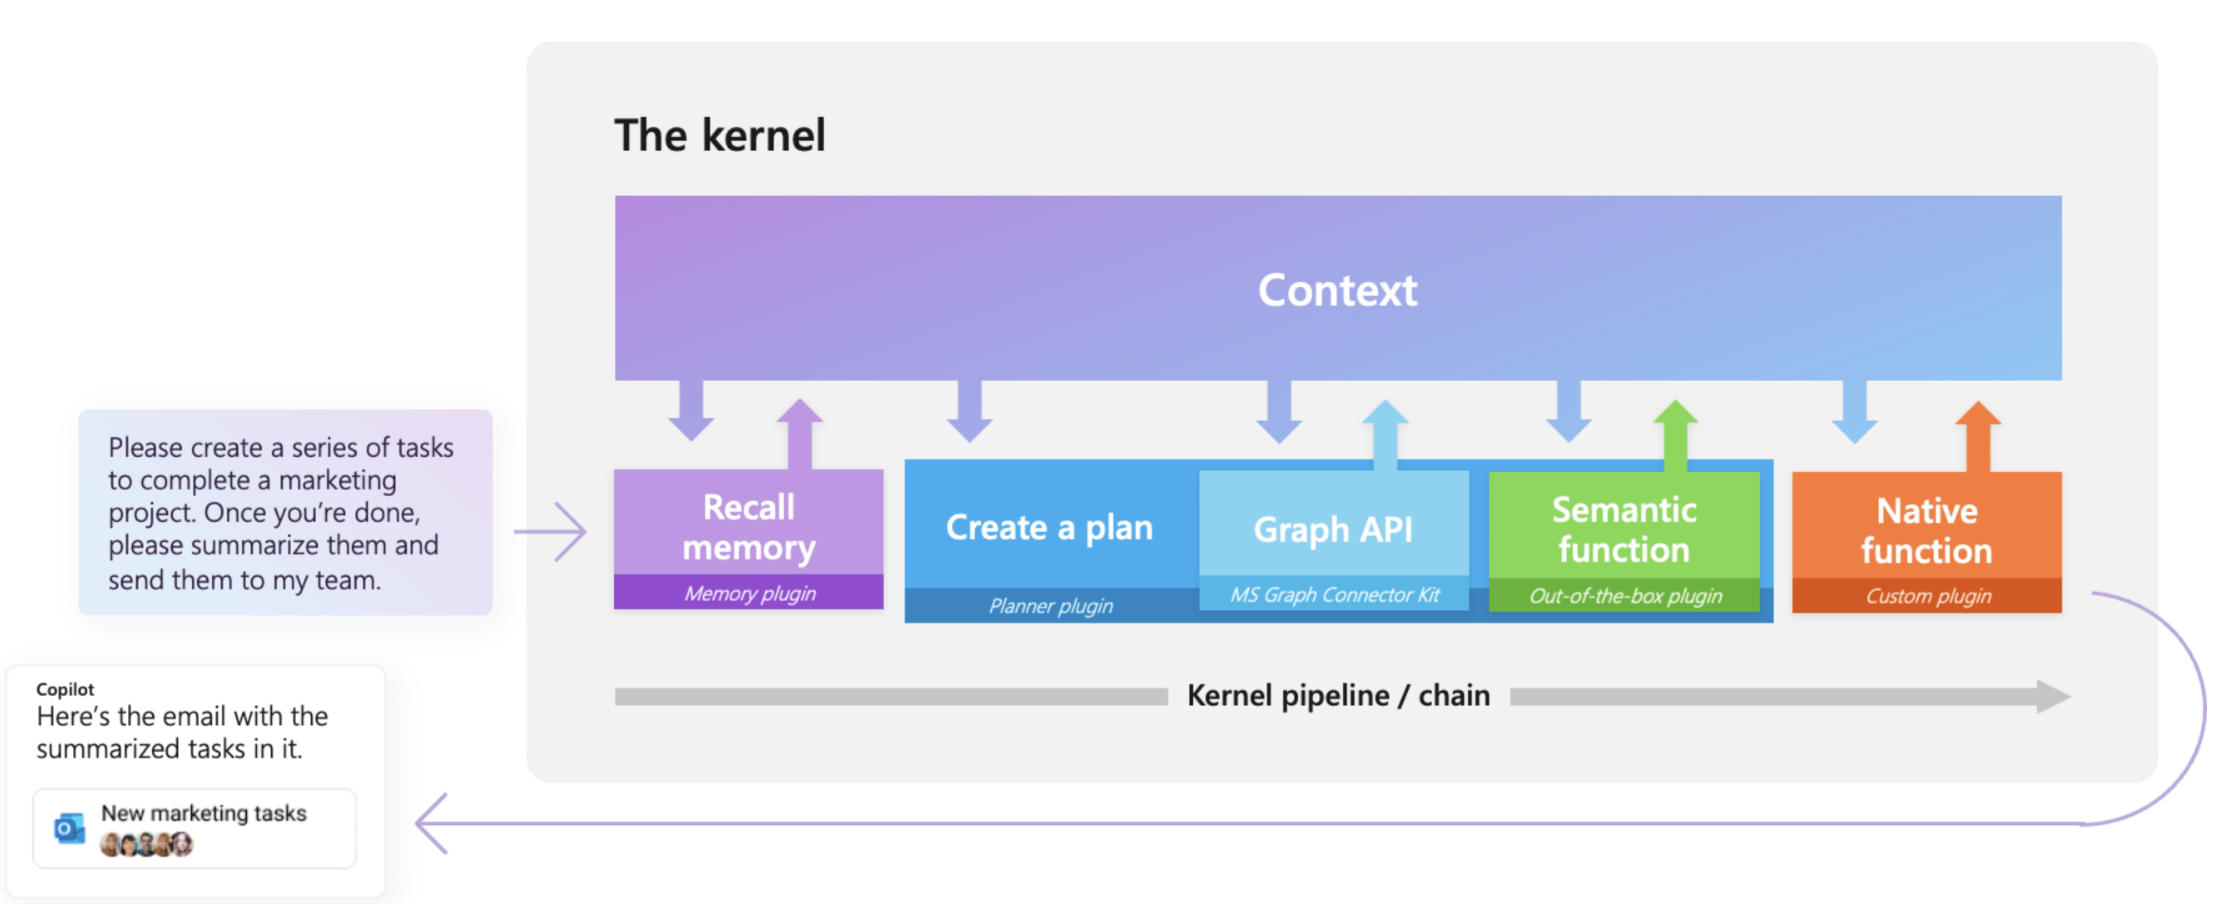 The kernel
Context
Please create a series of tasks
to complete a marketing
project. Once you're done,
please summarize them and
send them to my team.
Recall
memory
Memory plugin
Create a plan
Planner plugin
Graph API
MS Graph Connector Kit
Semantic
function
Out-of-the-box plugin
Native
function
Custom plugin
Kernel pipeline / chain
Copilot
Here's the email with the
summarized tasks in it.
New marketing tasks